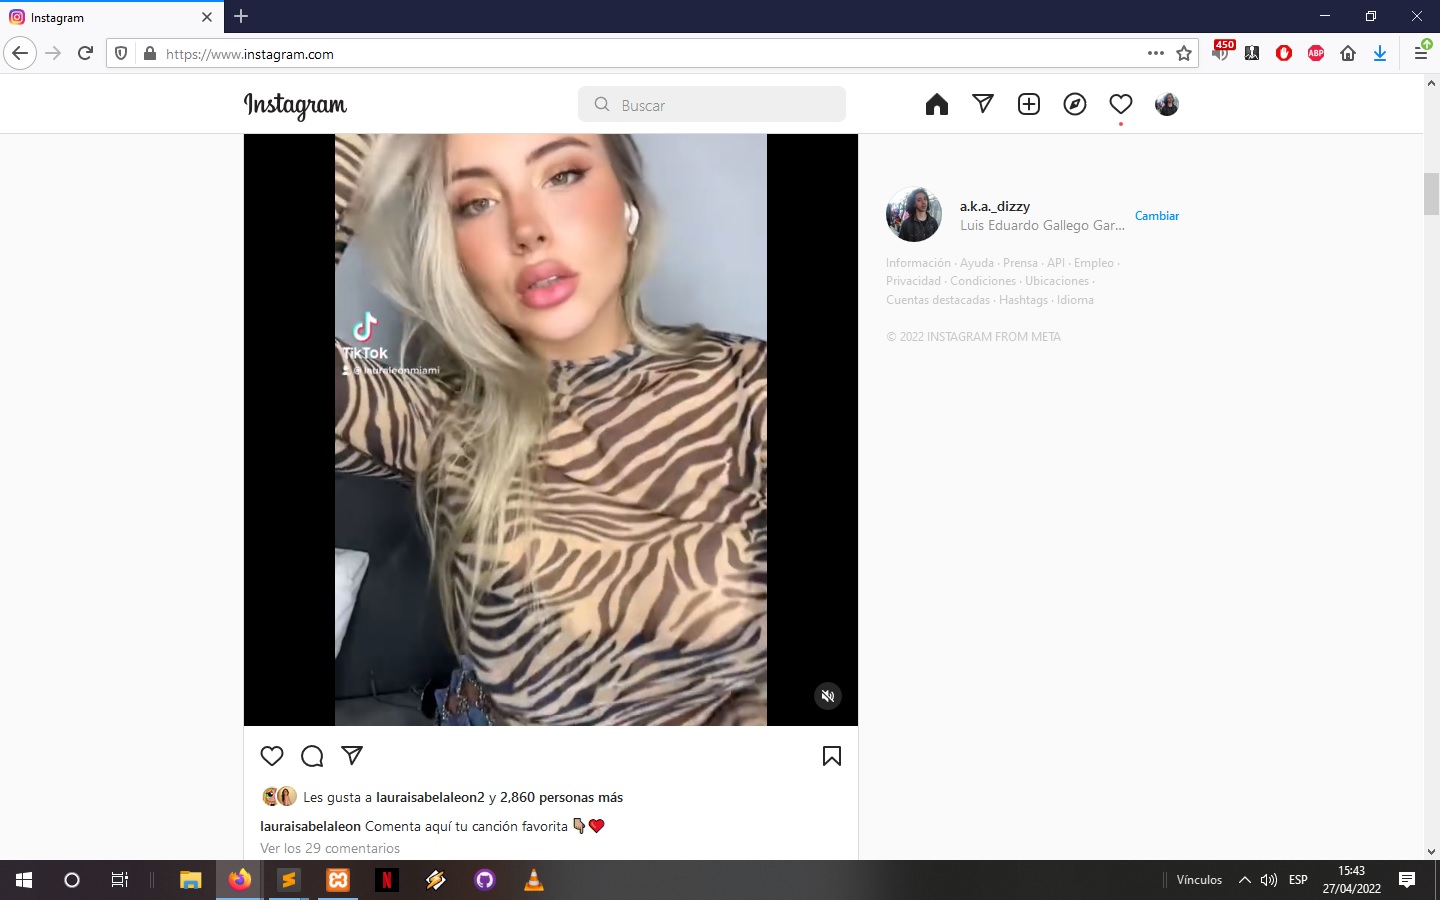 Instagram
https://www.instagram.com
450
ABP
Instagram
Buscar
TikTok
@lauraleonmiami
a.k.a._dizzy
Luis Eduardo Gallego Gar...
Cambiar
Información · Ayuda · Prensa · API · Empleo ·
Privacidad · Condiciones · Ubicaciones ·
Cuentas destacadas · Hashtags · Idioma
© 2022 INSTAGRAM FROM META
Les gusta a lauraisabelaleon2 y 2,860 personas más
lauraisabelaleon Comenta aquí tu canción favorita 👇🏽❤️
Ver los 29 comentarios
N
Vínculos
ESP
15:43
27/04/2022